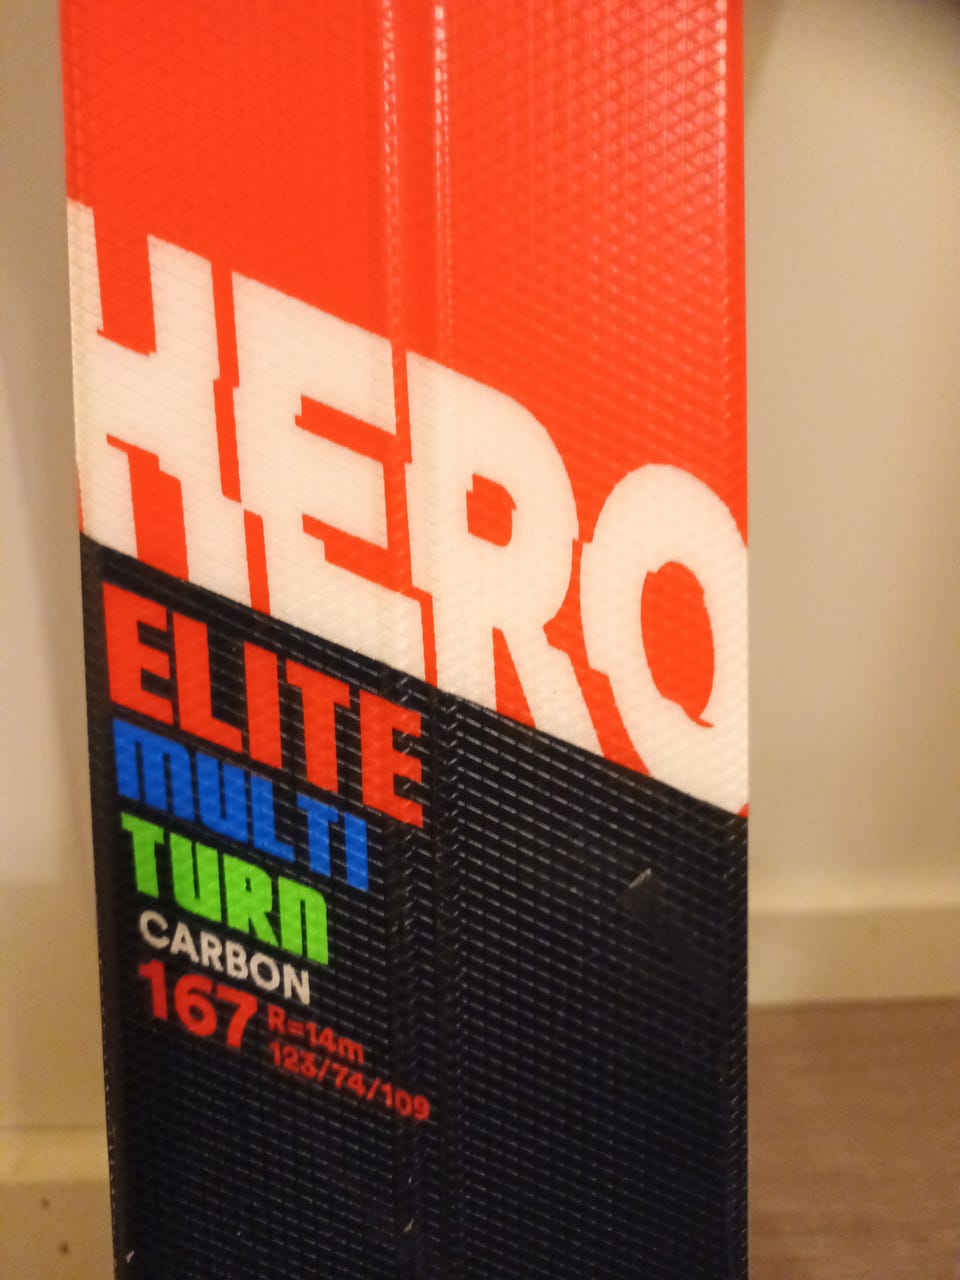 HERO
ELITE
MULTI
TURN
CARBON
167 R=14m
123/74/109